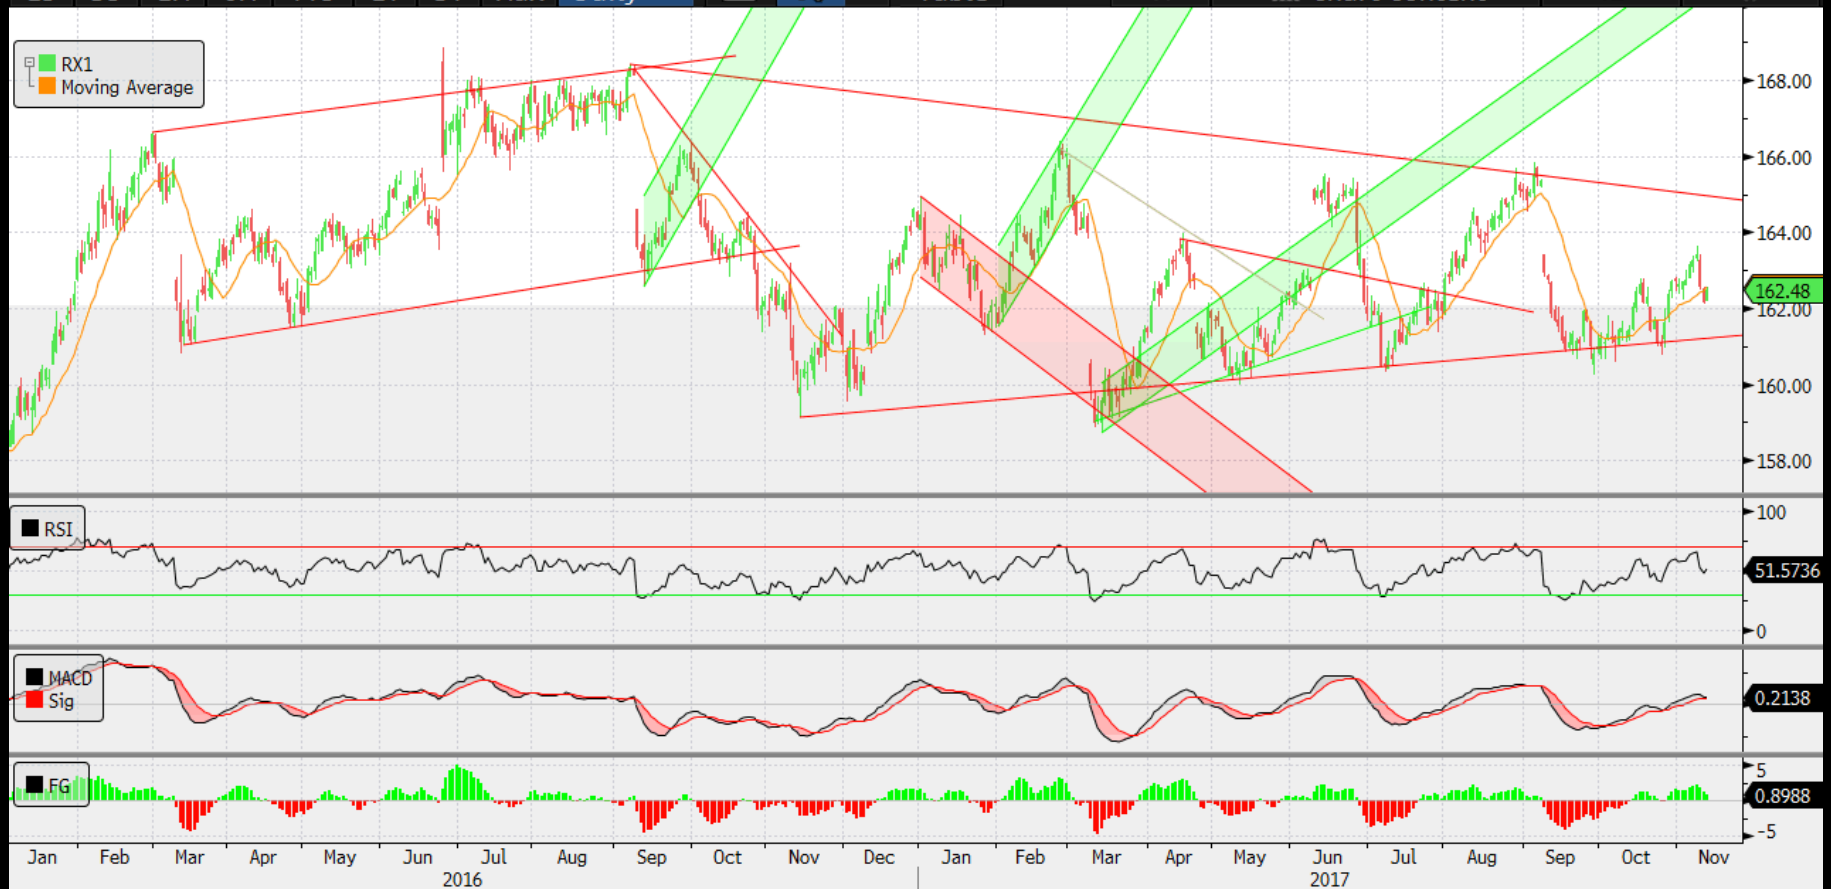 RX1
Moving Average
168.00
166.00
164.00
162.48
162.00
160.00
158.00
RSI
100
51.5736
0
MACD
Sig
0.2138
FG
5
0.8988
-5
Jan Feb Mar Apr May Jun Jul Aug Sep Oct Nov Dec Jan Feb Mar Apr May Jun Jul Aug Sep Oct Nov
2016 2017